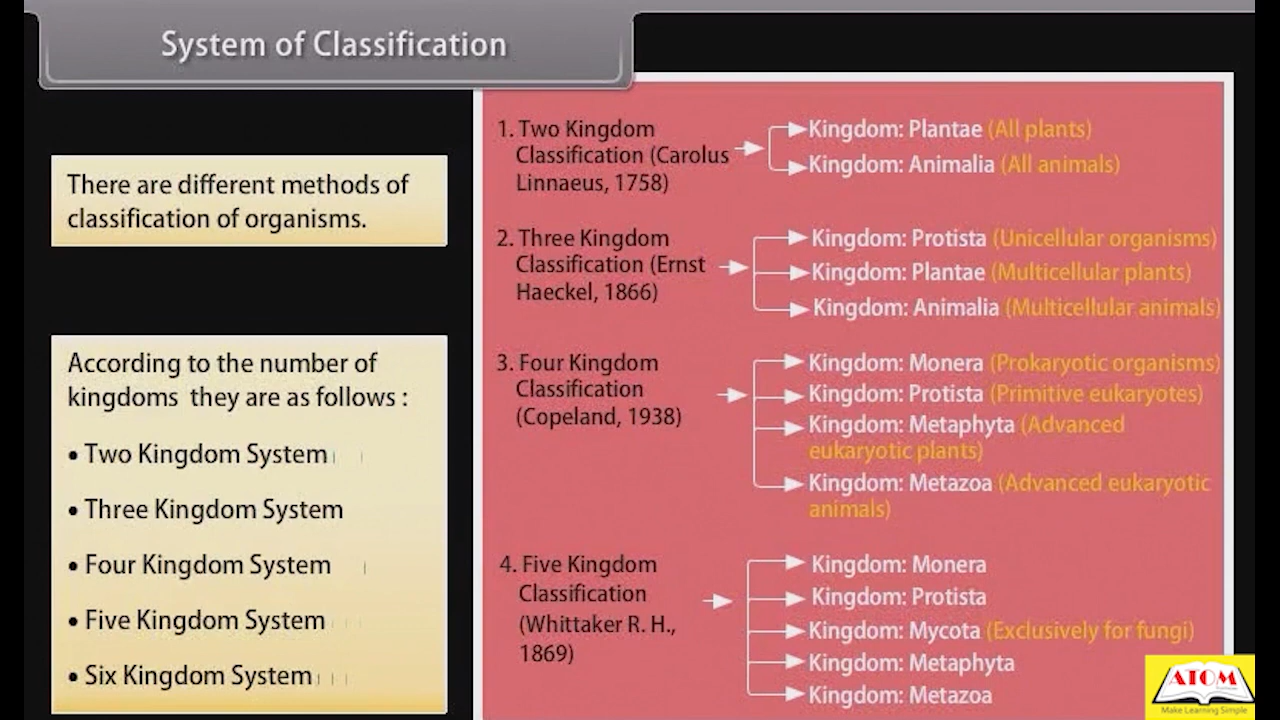 System of Classification
There are different methods of
classification of organisms.
According to the number of
kingdoms they are as follows :
• Two Kingdom System
• Three Kingdom System
• Four Kingdom System
• Five Kingdom System
• Six Kingdom System
1. Two Kingdom
Classification (Carolus
Linnaeus, 1758)
Kingdom: Plantae (All plants)
Kingdom: Animalia (All animals)
2. Three Kingdom
Classification (Ernst
Haeckel, 1866)
Kingdom: Protista (Unicellular organisms)
Kingdom: Plantae (Multicellular plants)
Kingdom: Animalia (Multicellular animals)
3. Four Kingdom
Classification
(Copeland, 1938)
Kingdom: Monera (Prokaryotic organisms)
Kingdom: Protista (Primitive eukaryotes)
Kingdom: Metaphyta (Advanced
eukaryotic plants)
Kingdom: Metazoa (Advanced eukaryotic
animals)
4. Five Kingdom
Classification
(Whittaker R. H.,
1869)
Kingdom: Monera
Kingdom: Protista
Kingdom: Mycota (Exclusively for fungi)
Kingdom: Metaphyta
Kingdom: Metazoa
ATOM
Make Learning Simple